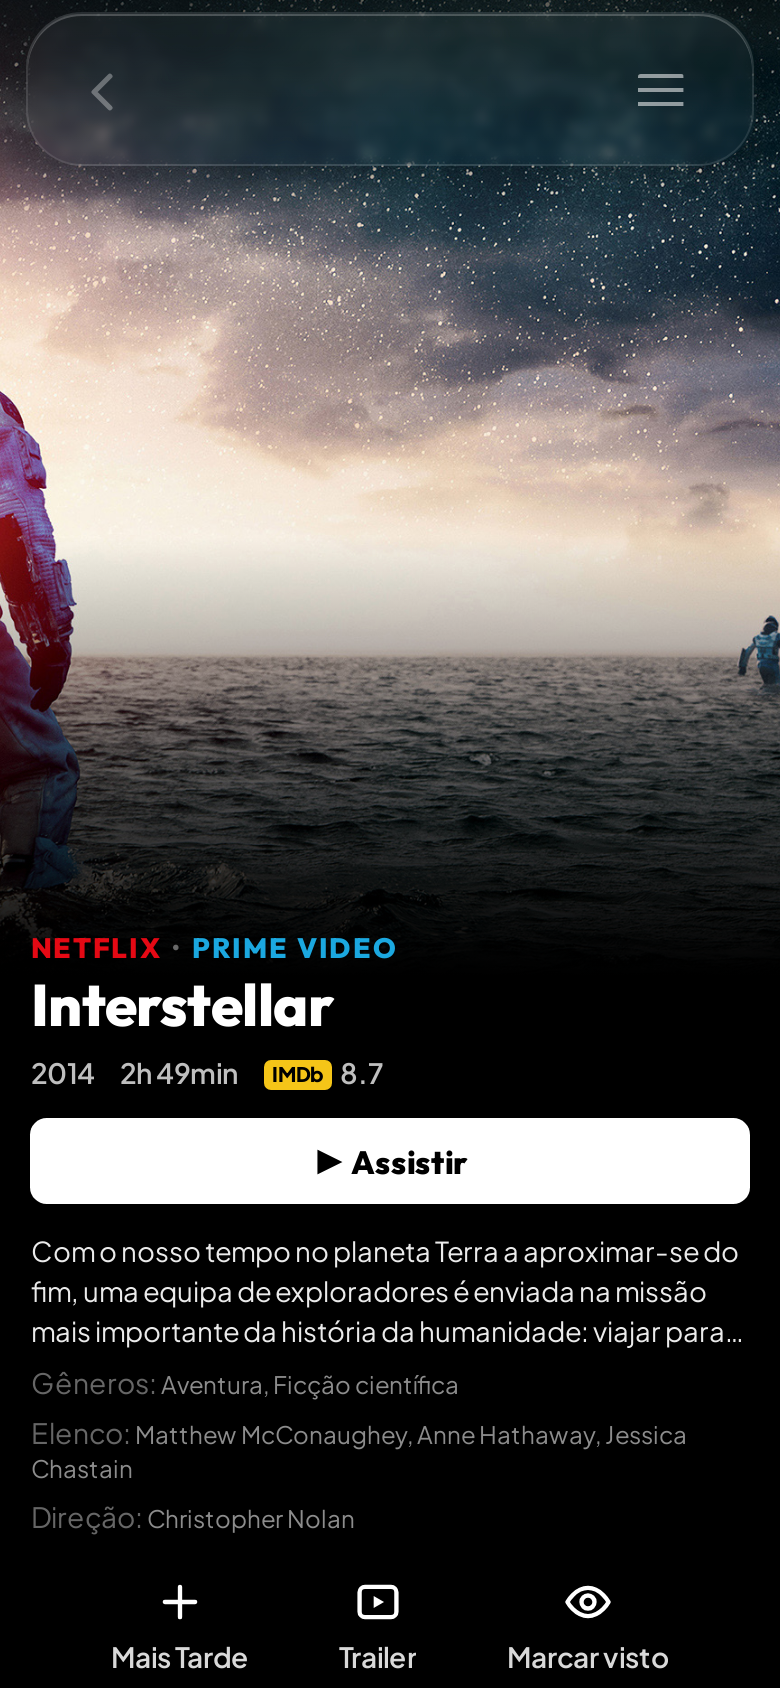 NETFLIX · PRIME VIDEO
Interstellar
2014 2h 49min IMDb 8.7
▶ Assistir
Com o nosso tempo no planeta Terra a aproximar-se do
fim, uma equipa de exploradores é enviada na missão
mais importante da história da humanidade: viajar para...
Gêneros: Aventura, Ficção científica
Elenco: Matthew McConaughey, Anne Hathaway, Jessica
Chastain
Direção: Christopher Nolan
Mais Tarde Trailer Marcar visto